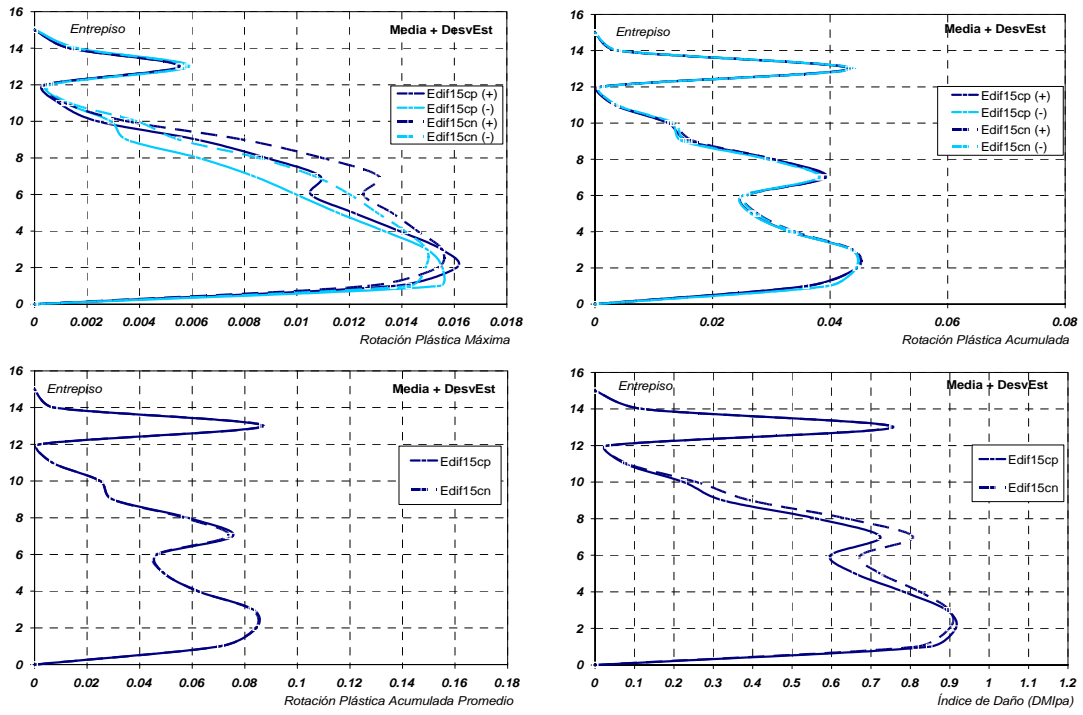 16
Entrepiso
Media + DesvEst
14
12
10
8
6
4
2
0
Edif15cp (+)
Edif15cp (-)
Edif15cn (+)
Edif15cn (-)
0 0.002 0.004 0.006 0.008 0.01 0.012 0.014 0.016 0.018
Rotación Plástica Máxima
16
Entrepiso
Media + DesvEst
14
12
10
8
6
4
2
0
Edif15cp (+)
Edif15cp (-)
Edif15cn (+)
Edif15cn (-)
0 0.02 0.04 0.06 0.08
Rotación Plástica Acumulada
16
Entrepiso
Media + DesvEst
14
12
10
8
6
4
2
0
Edif15cp
Edif15cn
0 0.02 0.04 0.06 0.08 0.10 0.12 0.14 0.16 0.18
Rotación Plástica Acumulada Promedio
16
Entrepiso
Media + DesvEst
14
12
10
8
6
4
2
0
Edif15cp
Edif15cn
0 0.1 0.2 0.3 0.4 0.5 0.6 0.7 0.8 0.9 1 1.1 1.2
Índice de Daño (DMIpa)